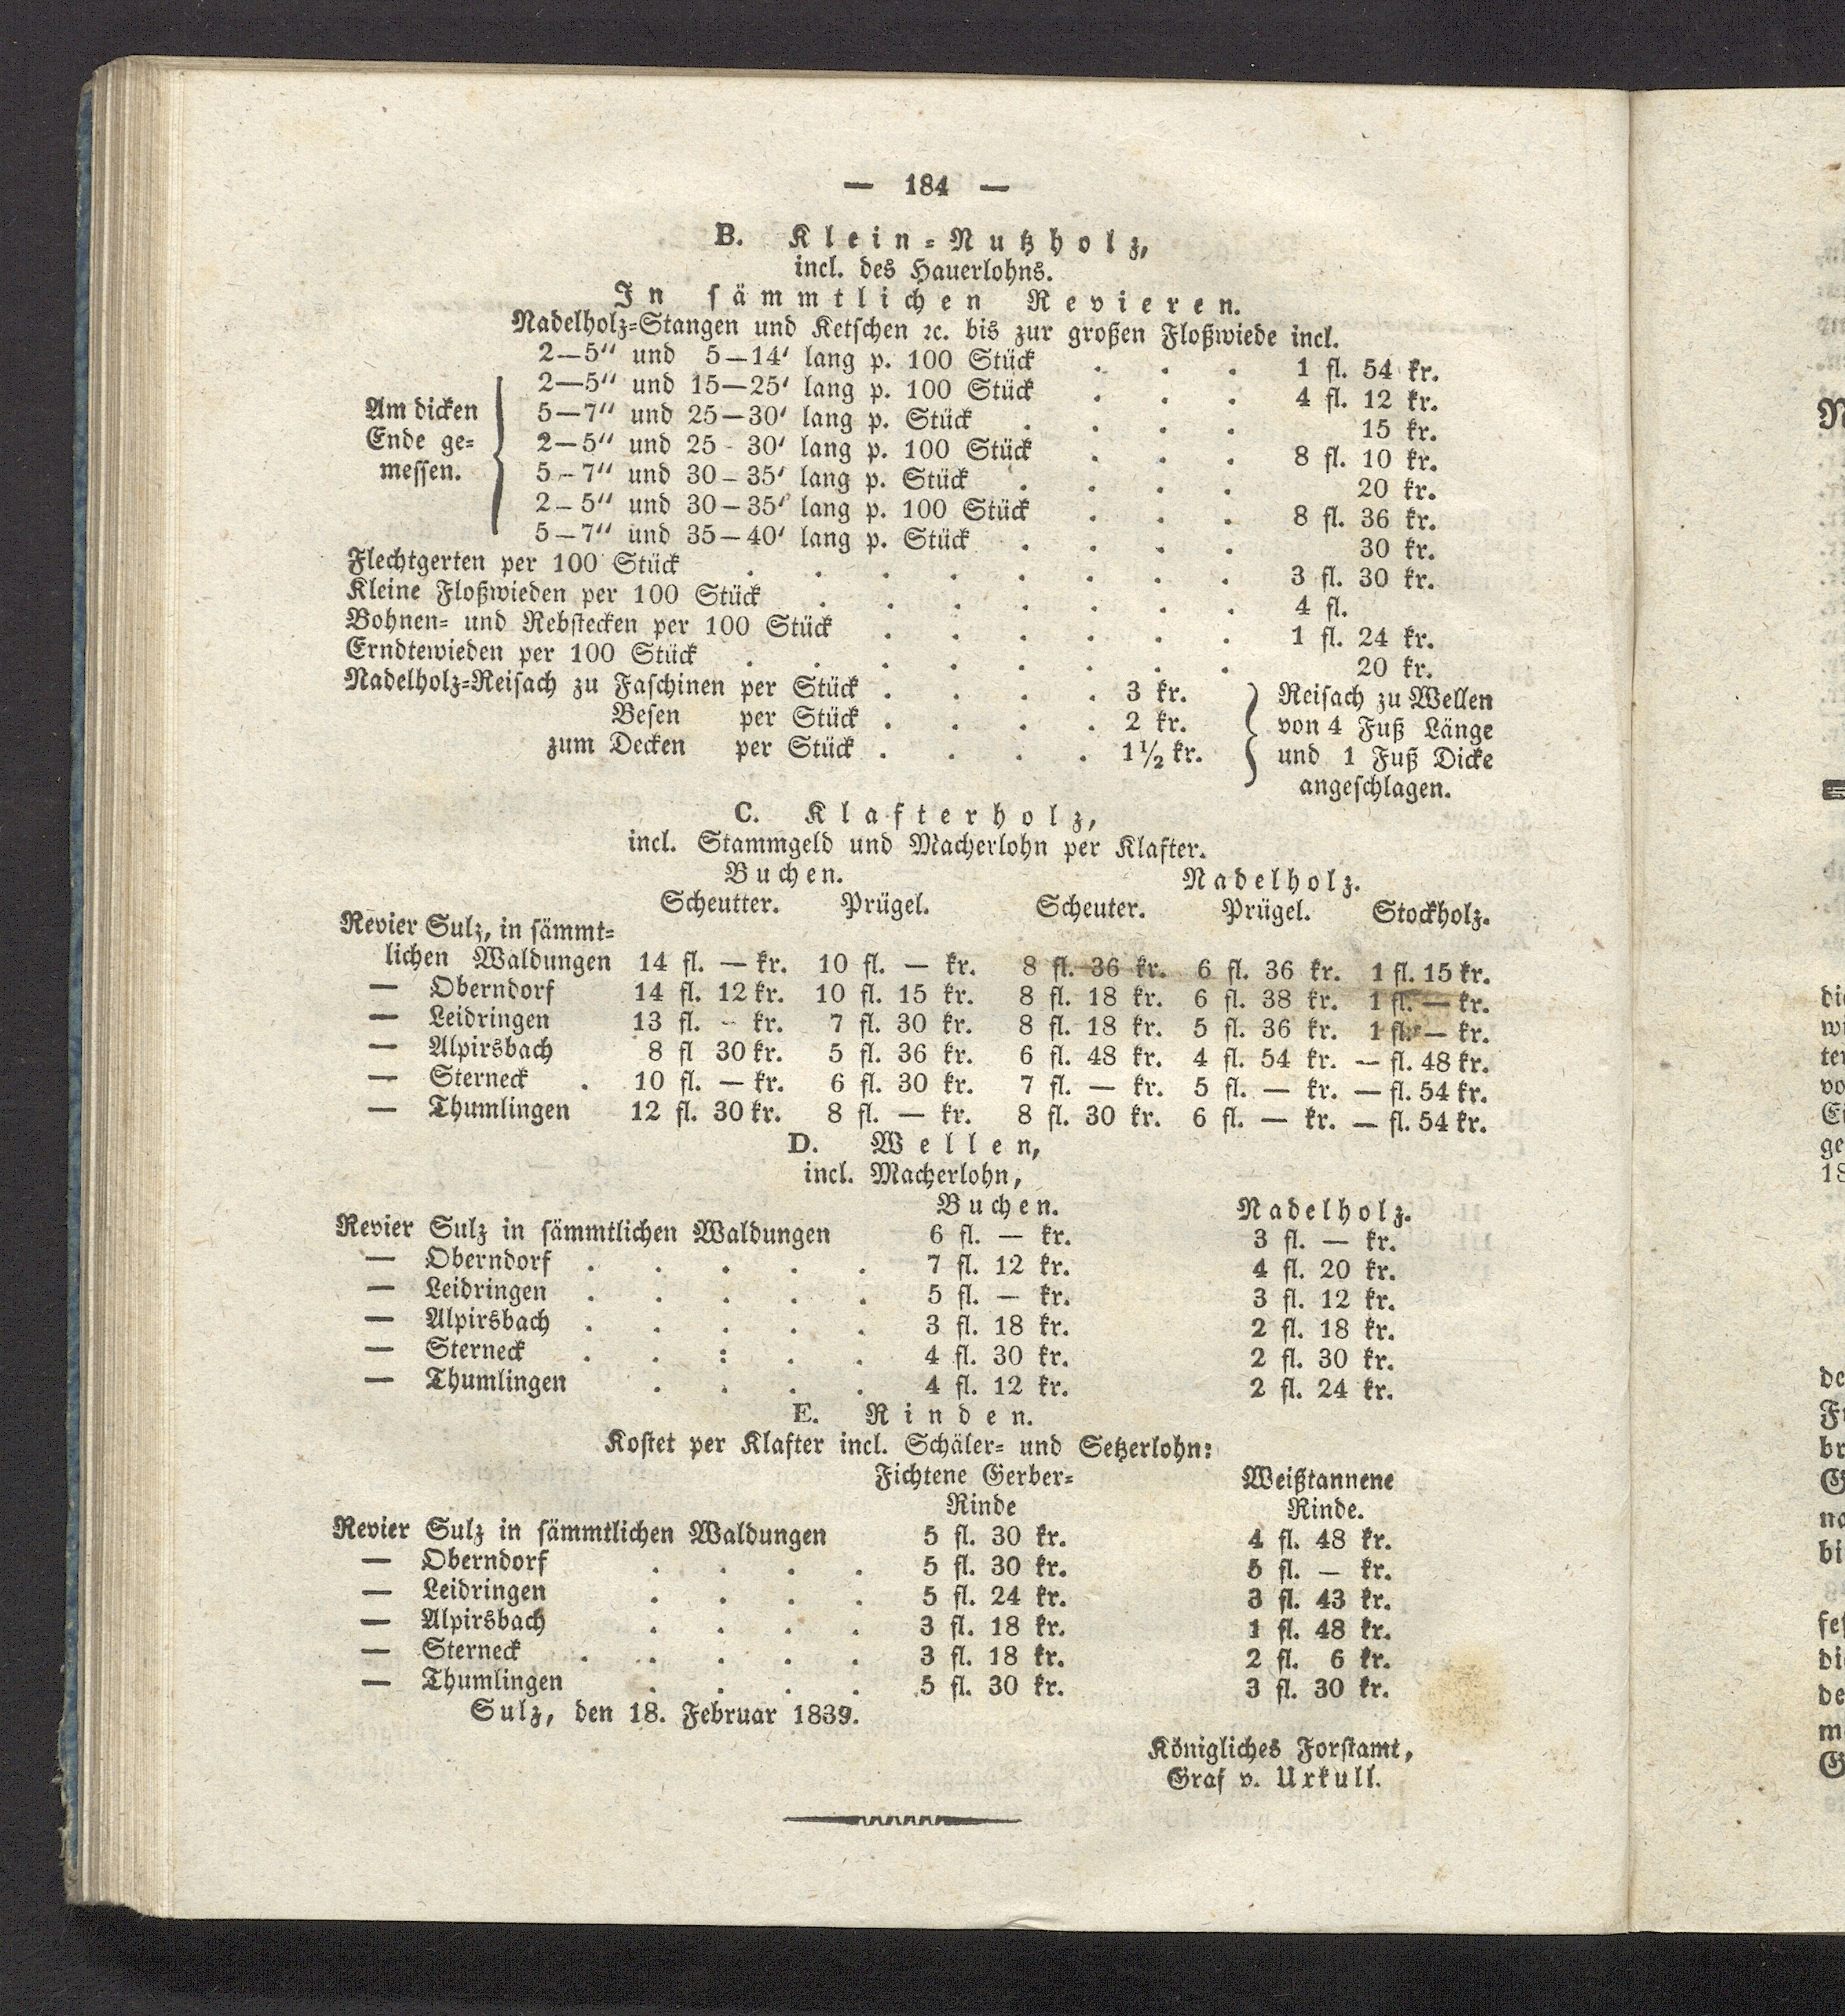 — 184 —
B. Klein-Nutzholz,
incl. des Hauerlohns.
In sämmtlichen Revieren.
Nadelholz-Stangen und Ketschen ꝛc. bis zur großen Floßwiede incl.
2—5″ und 5—14′ lang p. 100 Stück . . . 1 fl. 54 kr.
2—5″ und 15—25′ lang p. 100 Stück . . . 4 fl. 12 kr.
Am dicken 5—7″ und 25—30′ lang p. Stück . . . . 15 kr.
Ende ge- 2—5″ und 25-30′ lang p. 100 Stück . . . 8 fl. 10 kr.
messen. 5—7″ und 30—35′ lang p. Stück . . . . 20 kr.
2—5″ und 30—35′ lang p. 100 Stück . . . 8 fl. 36 kr.
5—7″ und 35—40′ lang p. Stück . . . . 30 kr.
Flechtgerten per 100 Stück . . . . . . . . 3 fl. 30 kr.
Kleine Floßwieden per 100 Stück . . . . . . . 4 fl.
Bohnen- und Rebstecken per 100 Stück . . . . . . 1 fl. 24 kr.
Erndtewieden per 100 Stück . . . . . . . . 20 kr.
Nadelholz-Reisach zu Faschinen per Stück . . . . 3 kr. Reisach zu Wellen
Besen per Stück . . . . 2 kr. von 4 Fuß Länge
zum Decken per Stück . . . . 1½ kr. und 1 Fuß Dicke
angeschlagen.
C. Klafterholz,
incl. Stammgeld und Macherlohn per Klafter.
Buchen. Nadelholz.
Scheutter. Prügel. Scheuter. Prügel. Stockholz.
Revier Sulz, in sämmt-
lichen Waldungen 14 fl. — kr. 10 fl. — kr. 8 fl. 36 kr. 6 fl. 36 kr. 1 fl. 15 kr.
— Oberndorf 14 fl. 12 kr. 10 fl. 15 kr. 8 fl. 18 kr. 6 fl. 38 kr. 1 fl. — kr.
— Leidringen 13 fl. - kr. 7 fl. 30 kr. 8 fl. 18 kr. 5 fl. 36 kr. 1 fl. — kr.
— Alpirsbach 8 fl 30 kr. 5 fl. 36 kr. 6 fl. 48 kr. 4 fl. 54 kr. — fl. 48 kr.
— Sterneck . 10 fl. — kr. 6 fl. 30 kr. 7 fl. — kr. 5 fl. — kr. — fl. 54 kr.
— Thumlingen 12 fl. 30 kr. 8 fl. — kr. 8 fl. 30 kr. 6 fl. — kr. — fl. 54 kr.
D. Wellen,
incl. Macherlohn,
Buchen. Nadelholz.
Revier Sulz in sämmtlichen Waldungen 6 fl. — kr. 3 fl. — kr.
— Oberndorf . . . . . 7 fl. 12 kr. 4 fl. 20 kr.
— Leidringen . . . . . 5 fl. — kr. 3 fl. 12 kr.
— Alpirsbach . . . . . 3 fl. 18 kr. 2 fl. 18 kr.
— Sterneck . . : . . 4 fl. 30 kr. 2 fl. 30 kr.
— Thumlingen . . . . 4 fl. 12 kr. 2 fl. 24 kr.
E. Rinden.
Kostet per Klafter incl. Schäler- und Setzerlohn:
Fichtene Gerber- Weißtannene
Rinde Rinde.
Revier Sulz in sämmtlichen Waldungen 5 fl. 30 kr. 4 fl. 48 kr.
— Oberndorf . . . . 5 fl. 30 kr. 5 fl. — kr.
— Leidringen . . . . 5 fl. 24 kr. 3 fl. 43 kr.
— Alpirsbach . . . . 3 fl. 18 kr. 1 fl. 48 kr.
— Sterneck . . . . . 3 fl. 18 kr. 2 fl. 6 kr.
— Thumlingen . . . . 5 fl. 30 kr. 3 fl. 30 kr.
Sulz, den 18. Februar 1839.
Königliches Forstamt,
Graf v. Urkull.